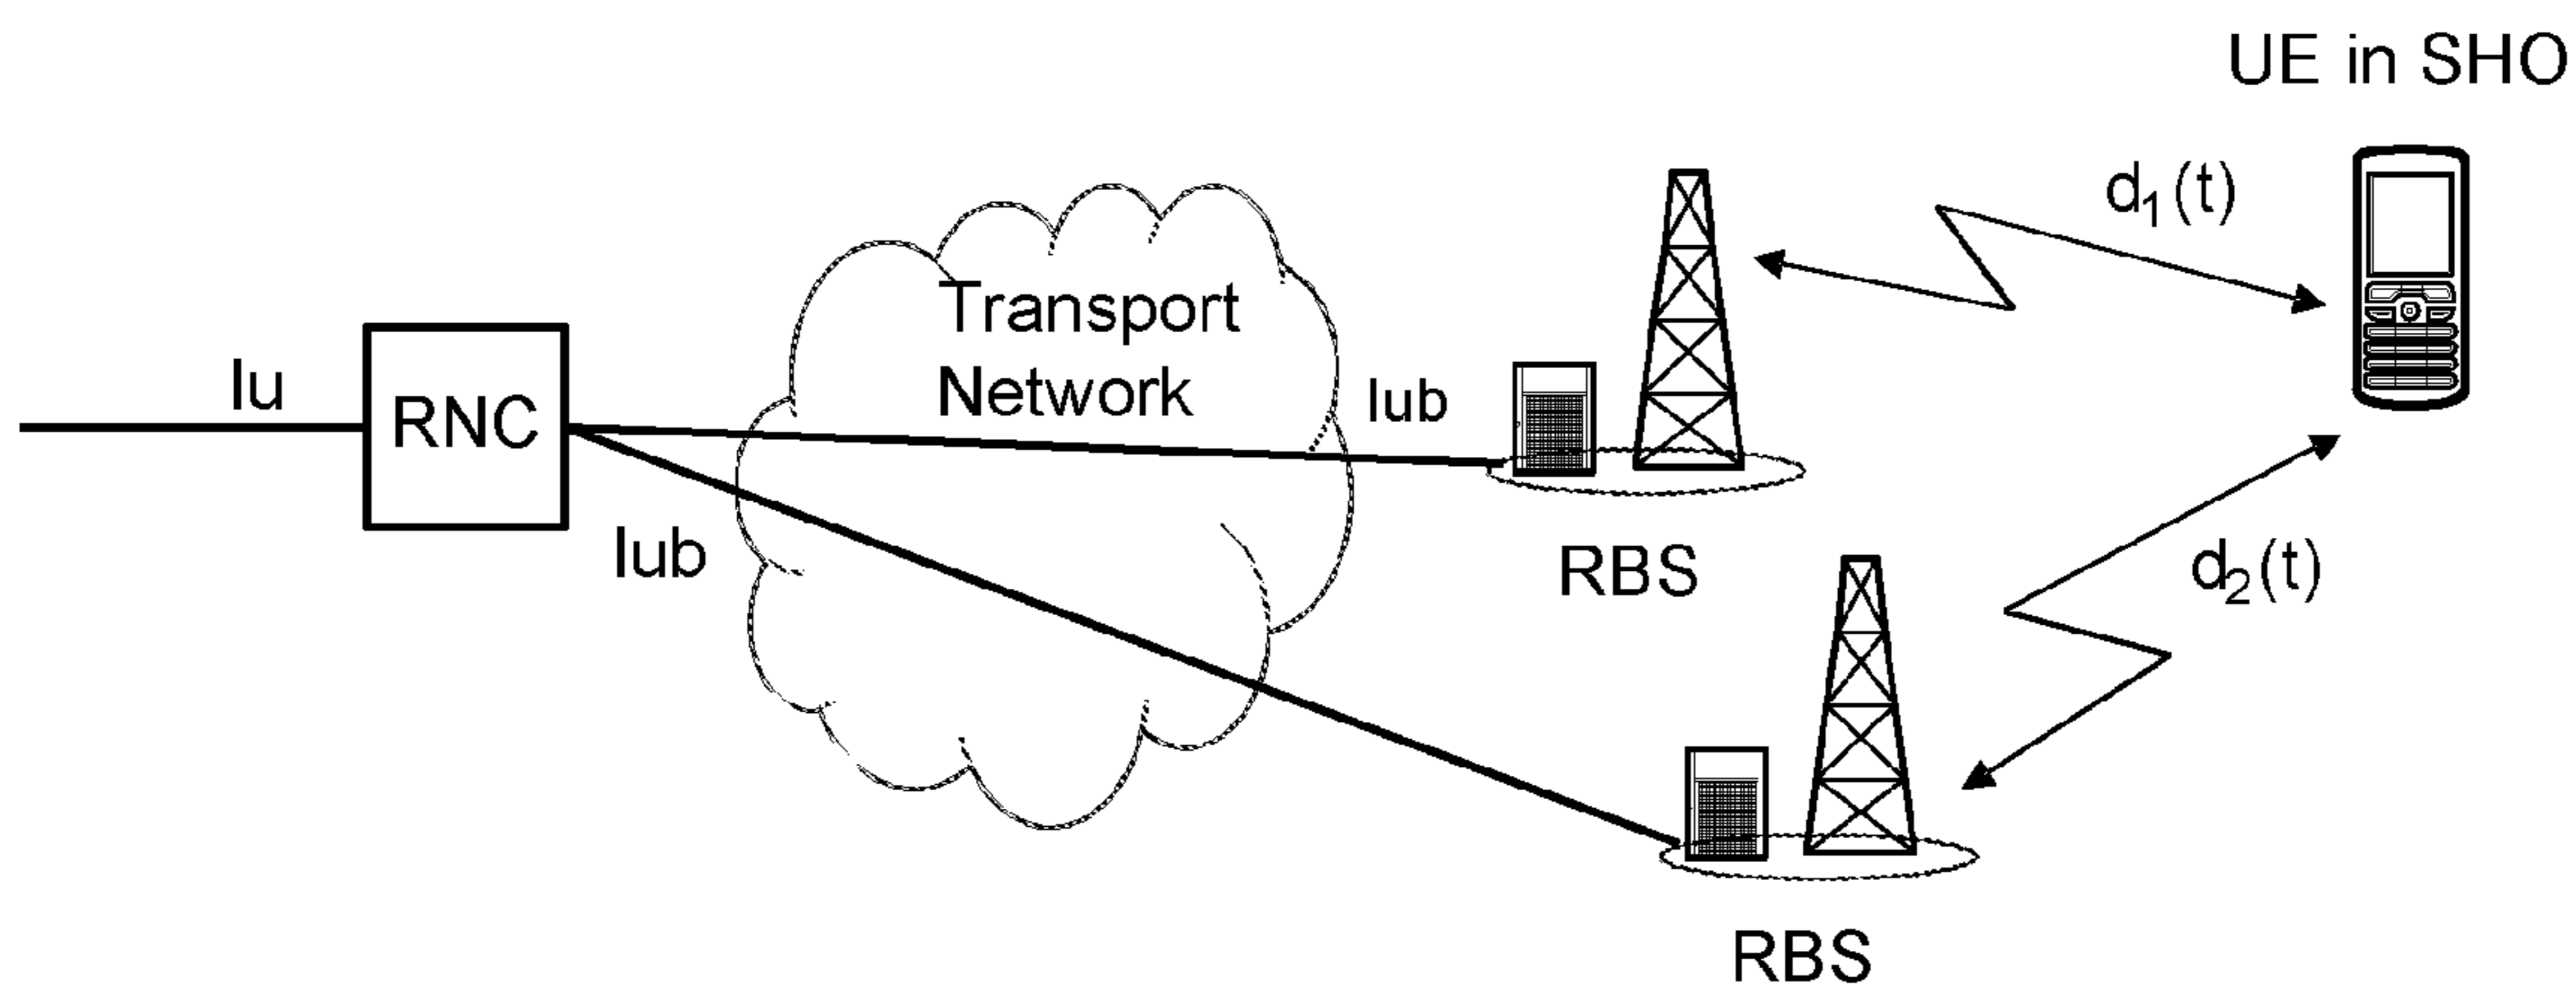 UE in SHO
d1(t)
Transport
Network
Iu
RNC
Iub
Iub
RBS
d2(t)
RBS